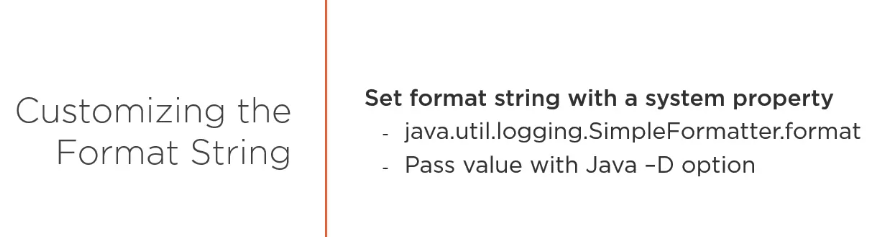 Customizing the
Format String
Set format string with a system property
- java.util.logging.SimpleFormatter.format
- Pass value with Java –D option